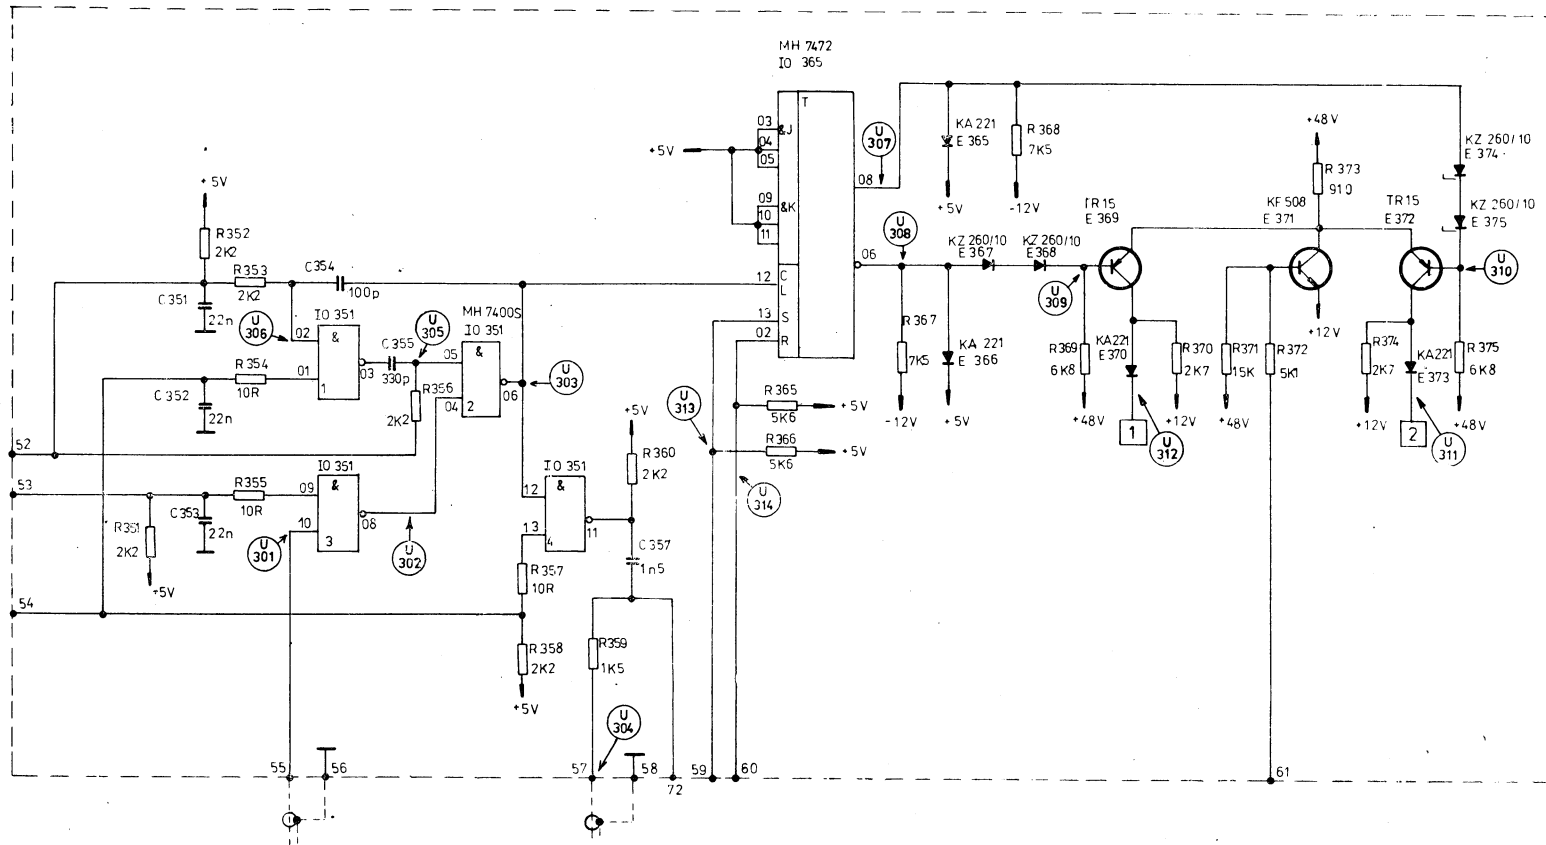 MH 7472
IO 365
T
03
04
05
&J
+5V
09
10
11
&K
12
C
L
13
S
02
R
08
06
U
307
U
308
KA 221
E 365
+5V
R 368
7K5
-12V
KZ 260/10
E 367
KZ 260/10
E 368
U
309
R 367
7K5
-12V
KA 221
E 366
+5V
TR 15
E 369
+48V
R 373
910
KF 508
E 371
TR 15
E 372
KZ 260/10
E 374
KZ 260/10
E 375
U
310
R 369
6K8
+48V
KA 221
E 370
1
U
312
R 370
2K7
+12V
R 371
15K
+48V
R 372
5K1
+12V
R 374
2K7
+12V
KA 221
E 373
2
U
311
R 375
6K8
+48V
+5V
R 352
2K2
R 353
2K2
C 354
100p
C 351
22n
U
306
IO 351
02
&
01
1
03
C 355
330p
U
305
MH 7400S
IO 351
05
&
04
2
06
U
303
R 354
10R
C 352
22n
R 356
2K2
52
53
R 351
2K2
+5V
C 353
22n
R 355
10R
IO 351
09
&
10
3
08
U
301
U
302
54
IO 351
12
&
13
4
11
+5V
R 360
2K2
C 357
1n5
R 357
10R
R 358
2K2
+5V
R 359
1K5
U
304
U
313
R 365
5K6
+5V
R 366
5K6
+5V
U
314
55
56
57
58
72
59
60
61